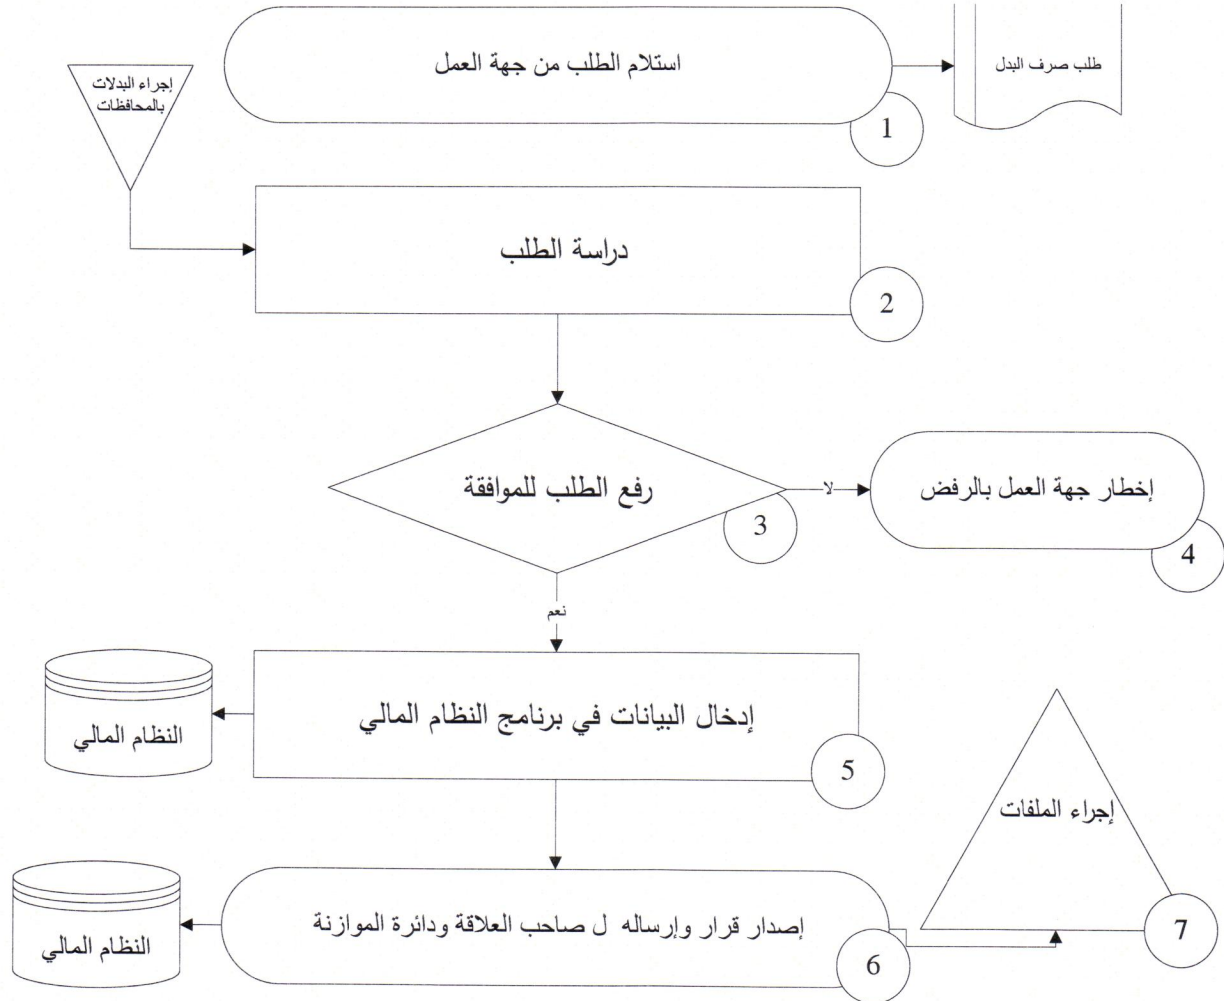 استلام الطلب من جهة العمل
1
طلب صرف البدل
إجراء البدلات
بالمحافظات
دراسة الطلب
2
رفع الطلب للموافقة
3
لا
إخطار جهة العمل بالرفض
4
نعم
إدخال البيانات في برنامج النظام المالي
5
النظام المالي
إصدار قرار وإرساله ل صاحب العلاقة ودائرة الموازنة
6
النظام المالي
إجراء الملفات
7